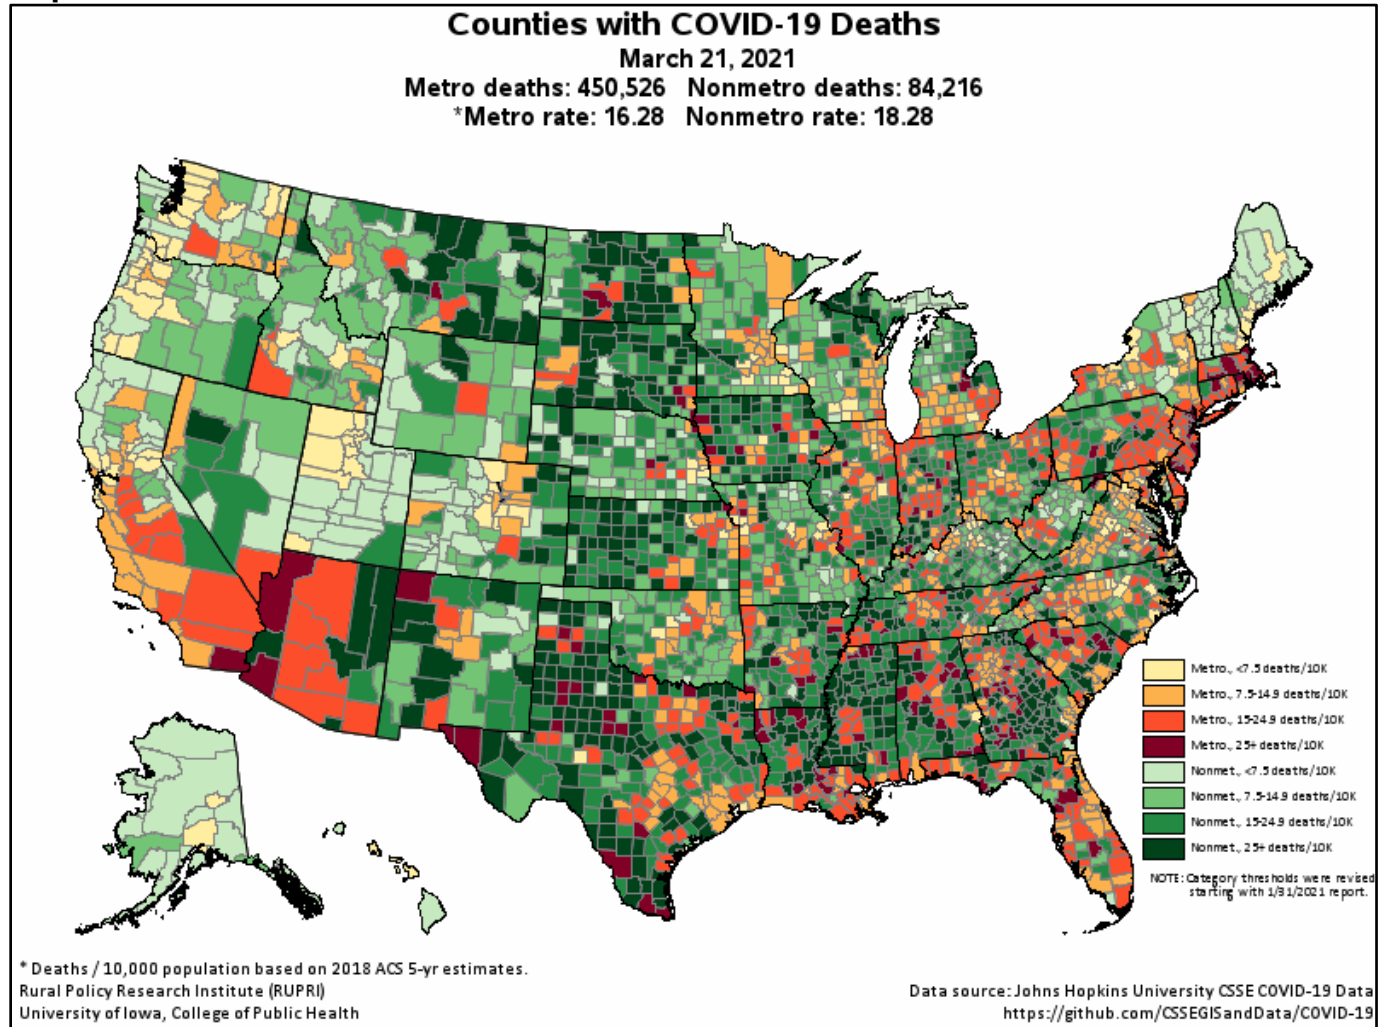 Counties with COVID-19 Deaths
March 21, 2021
Metro deaths: 450,526 Nonmetro deaths: 84,216
*Metro rate: 16.28 Nonmetro rate: 18.28
Metro., <7.5 deaths/10K
Metro., 7.5-14.9 deaths/10K
Metro., 15-24.9 deaths/10K
Metro., 25+ deaths/10K
Nonmet., <7.5 deaths/10K
Nonmet., 7.5-14.9 deaths/10K
Nonmet., 15-24.9 deaths/10K
Nonmet., 25+ deaths/10K
NOTE: Category thresholds were revised
starting with 1/31/2021 report.
* Deaths / 10,000 population based on 2018 ACS 5-yr estimates.
Rural Policy Research Institute (RUPRI)
University of Iowa, College of Public Health
Data source: Johns Hopkins University CSSE COVID-19 Data
https://github.com/CSSEGISandData/COVID-19